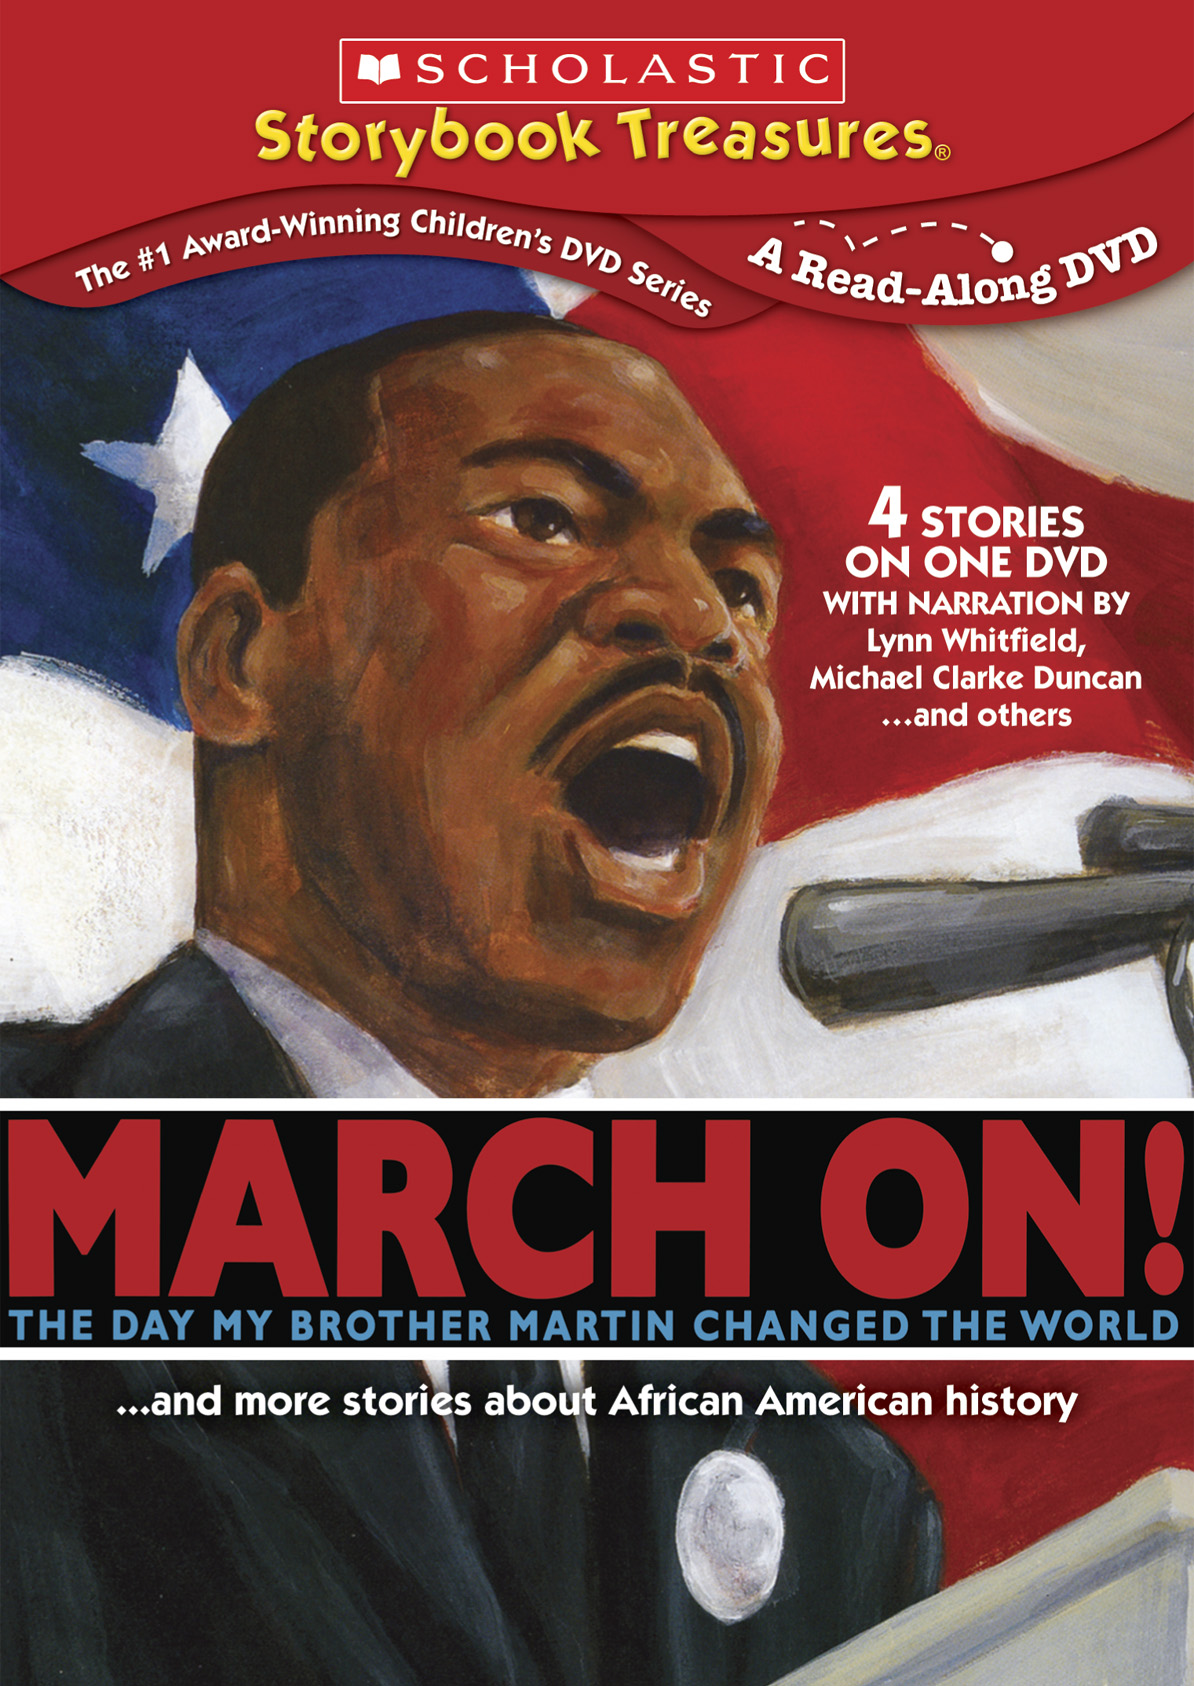 SCHOLASTIC
Storybook Treasures®
The #1 Award-Winning Children's DVD Series
A Read-Along DVD
4 STORIES
ON ONE DVD
WITH NARRATION BY
Lynn Whitfield,
Michael Clarke Duncan
...and others
MARCH ON!
THE DAY MY BROTHER MARTIN CHANGED THE WORLD
...and more stories about African American history